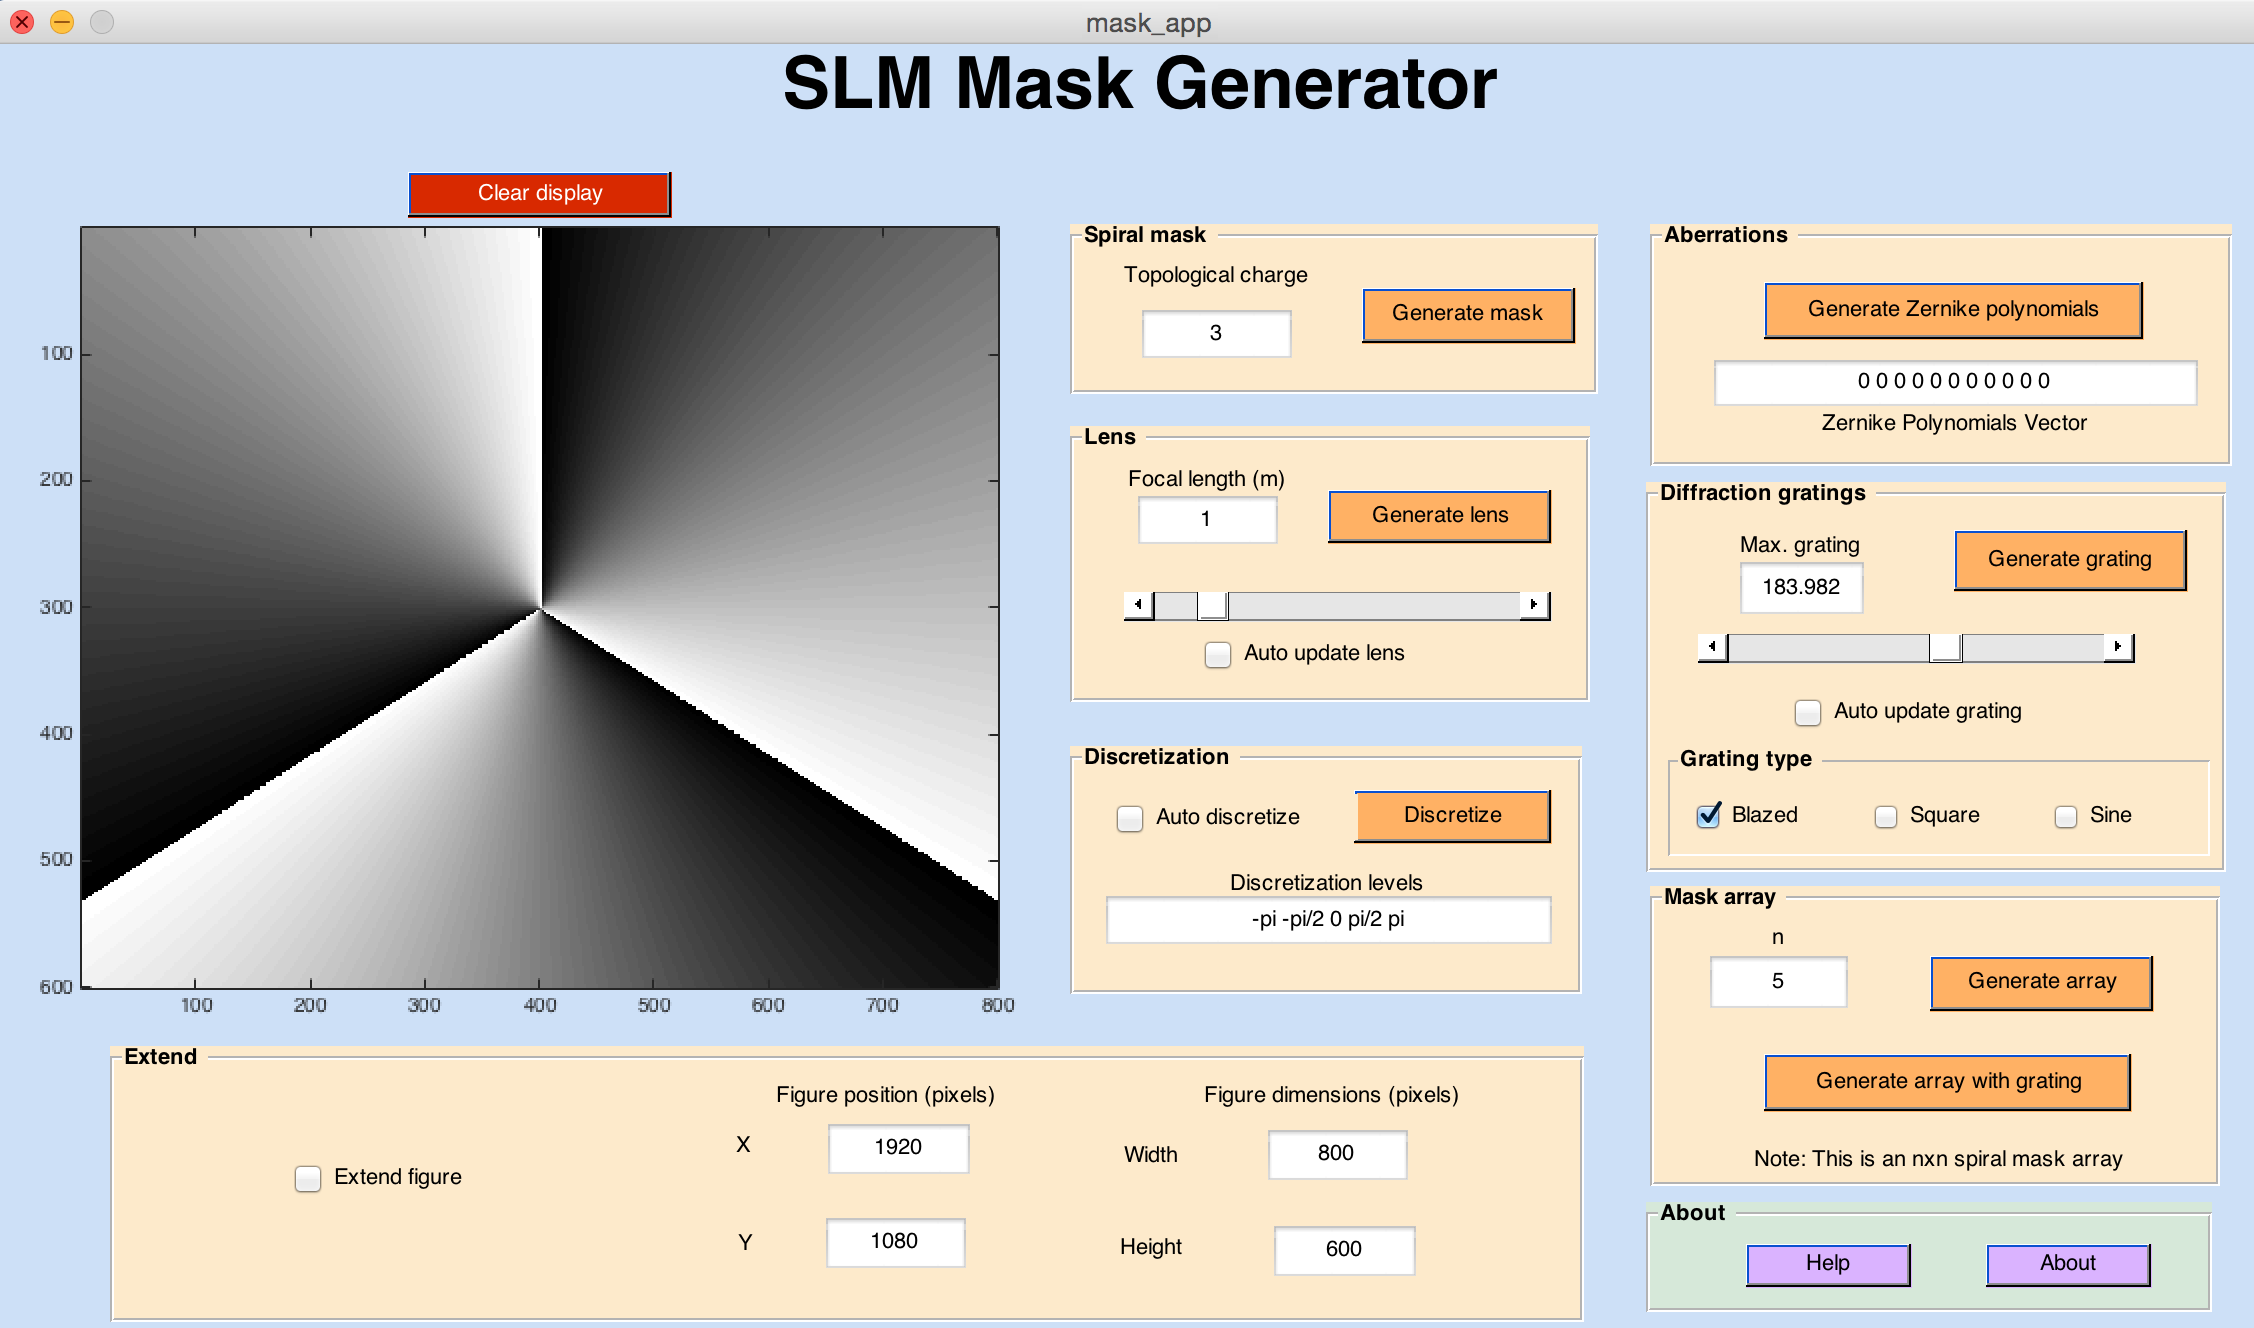 mask_app
SLM Mask Generator
Clear display
100
200
300
400
500
600
100 200 300 400 500 600 700 800
Spiral mask
Topological charge
3
Generate mask
Lens
Focal length (m)
1
Generate lens
Auto update lens
Discretization
Auto discretize
Discretize
Discretization levels
-pi -pi/2 0 pi/2 pi
Extend
Extend figure
Figure position (pixels)
X
1920
Y
1080
Figure dimensions (pixels)
Width
800
Height
600
Aberrations
Generate Zernike polynomials
0 0 0 0 0 0 0 0 0 0 0
Zernike Polynomials Vector
Diffraction gratings
Max. grating
183.982
Generate grating
Auto update grating
Grating type
Blazed
Square
Sine
Mask array
n
5
Generate array
Generate array with grating
Note: This is an nxn spiral mask array
About
Help
About